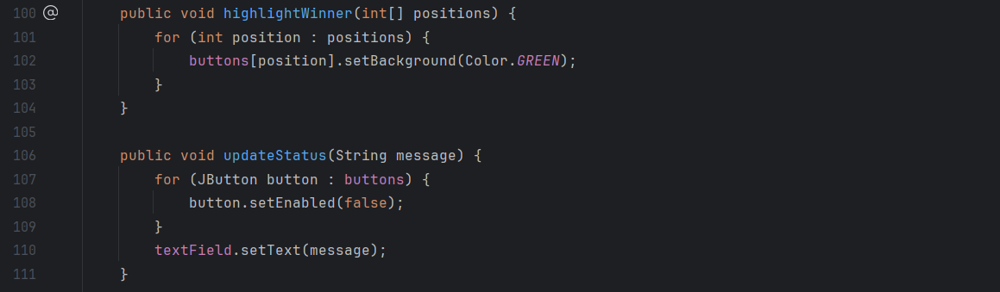 100 @ public void highlightWinner(int[] positions) {
101 for (int position : positions) {
102 buttons[position].setBackground(Color.GREEN);
103 }
104 }
105
106 public void updateStatus(String message) {
107 for (JButton button : buttons) {
108 button.setEnabled(false);
109 }
110 textField.setText(message);
111 }